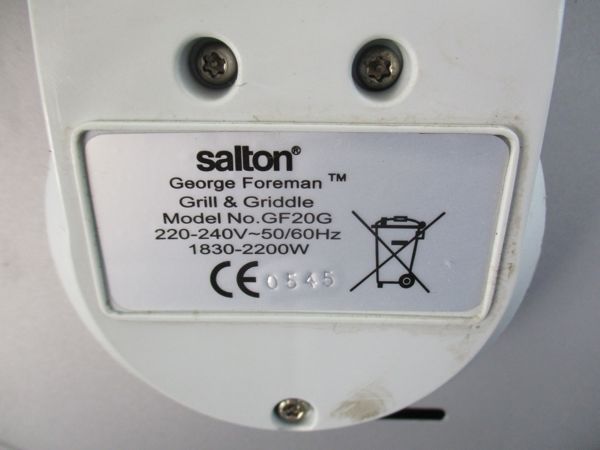 salton®
George Foreman™
Grill & Griddle
Model No.GF20G
220-240V~50/60Hz
1830-2200W
CE 0545